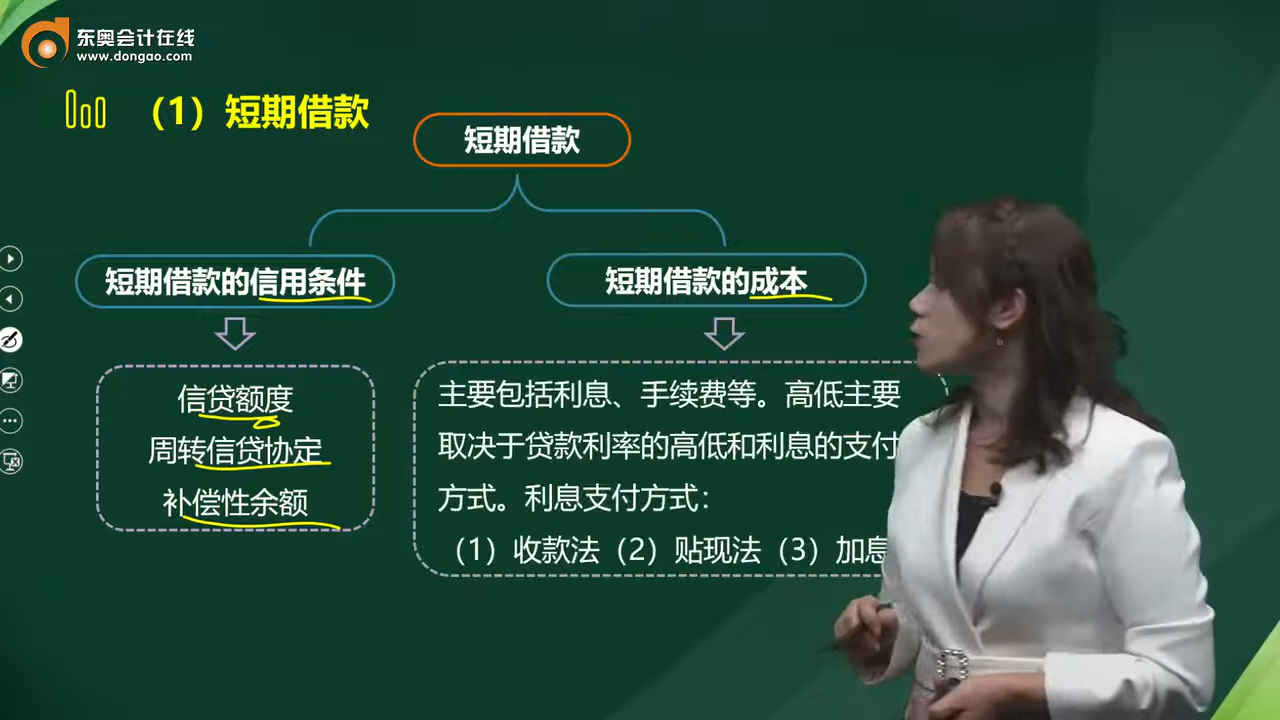 东奥会计在线
www.dongao.com
（1）短期借款
短期借款
短期借款的信用条件
短期借款的成本
信贷额度
周转信贷协定
补偿性余额
主要包括利息、手续费等。高低主要
取决于贷款利率的高低和利息的支付
方式。利息支付方式：
（1）收款法（2）贴现法（3）加息